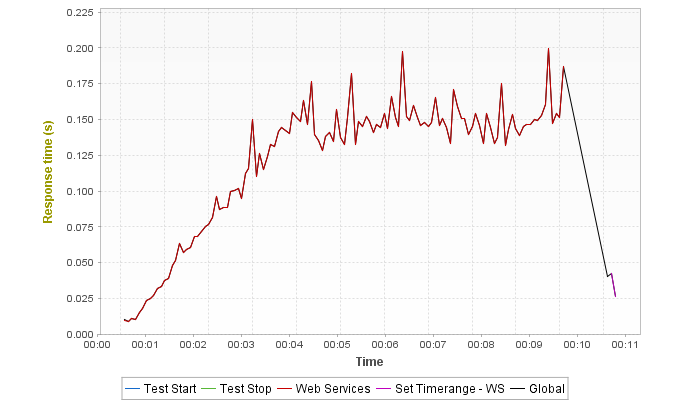 0.225
0.200
0.175
0.150
0.125
0.100
0.075
0.050
0.025
0.000
Response time (s)
00:00 00:01 00:02 00:03 00:04 00:05 00:05 00:06 00:07 00:08 00:09 00:10 00:11
Time
Test Start Test Stop Web Services Set Timerange - WS Global